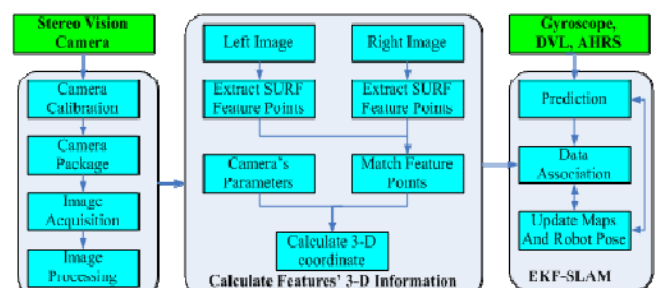 Stereo Vision
Camera
Camera
Calibration
Camera
Package
Image
Acquisition
Image
Processing
Left Image
Right Image
Extract SURF
Feature Points
Extract SURF
Feature Points
Camera's
Parameters
Match Feature
Points
Calculate 3-D
coordinate
Calculate Features' 3-D Information
Gyroscope,
DVL, AHRS
Prediction
Data
Association
Update Maps
And Robot Pose
EKF-SLAM